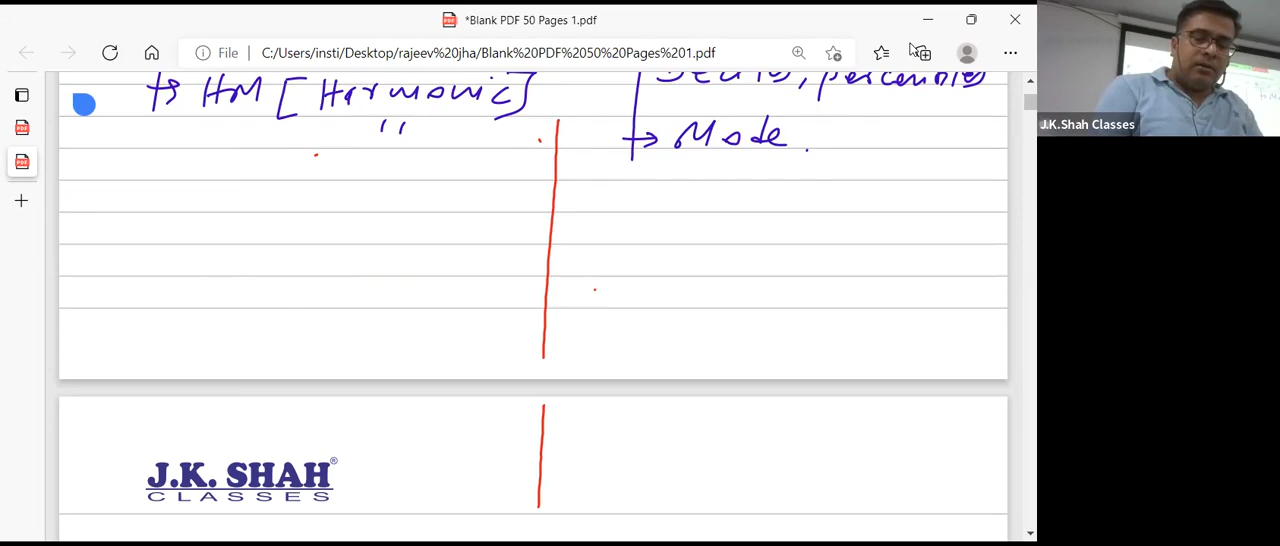 *Blank PDF 50 Pages 1.pdf
File
C:/Users/insti/Desktop/rajeev%20jha/Blank%20PDF%2050%20Pages%201.pdf
J.K.Shah Classes
HM [Harmonic]
" percentiles
Mode.
J.K. SHAH®
CLASSES